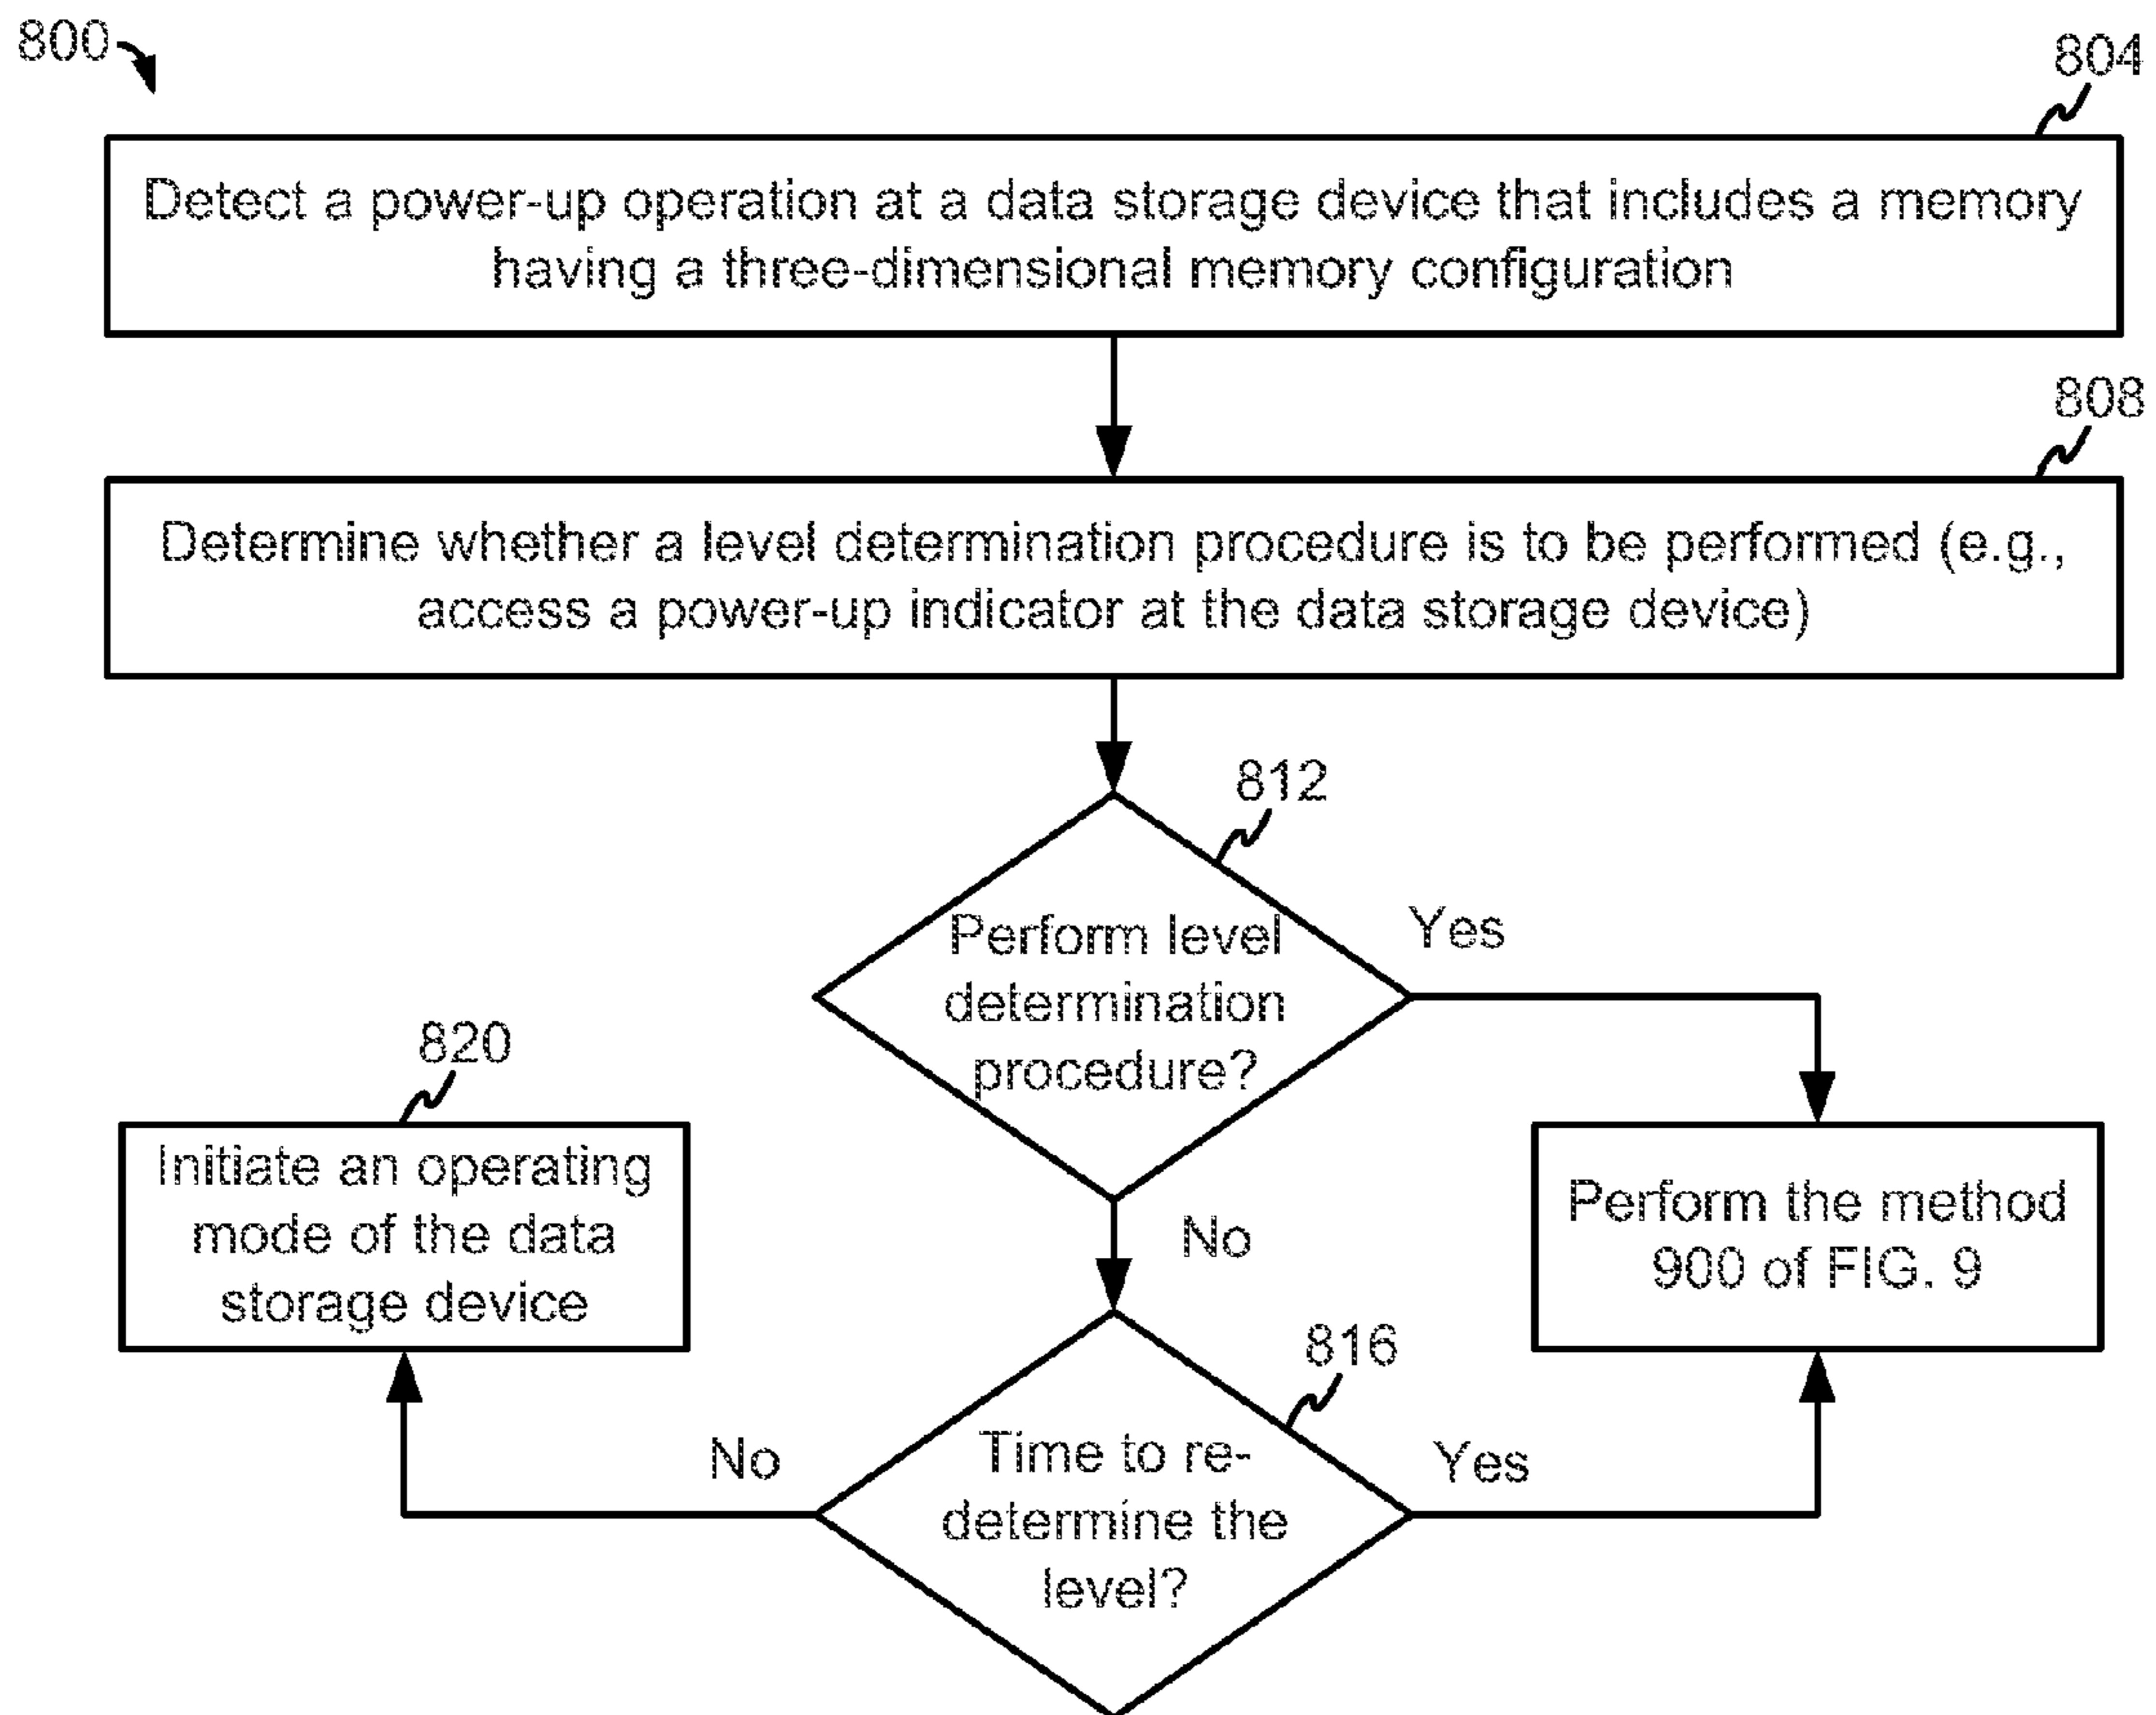 800
804
Detect a power-up operation at a data storage device that includes a memory
having a three-dimensional memory configuration
808
Determine whether a level determination procedure is to be performed (e.g.,
access a power-up indicator at the data storage device)
812
Perform level
determination
procedure?
Yes
No
820
Initiate an operating
mode of the data
storage device
Perform the method
900 of FIG. 9
816
Time to re-
determine the
level?
No
Yes